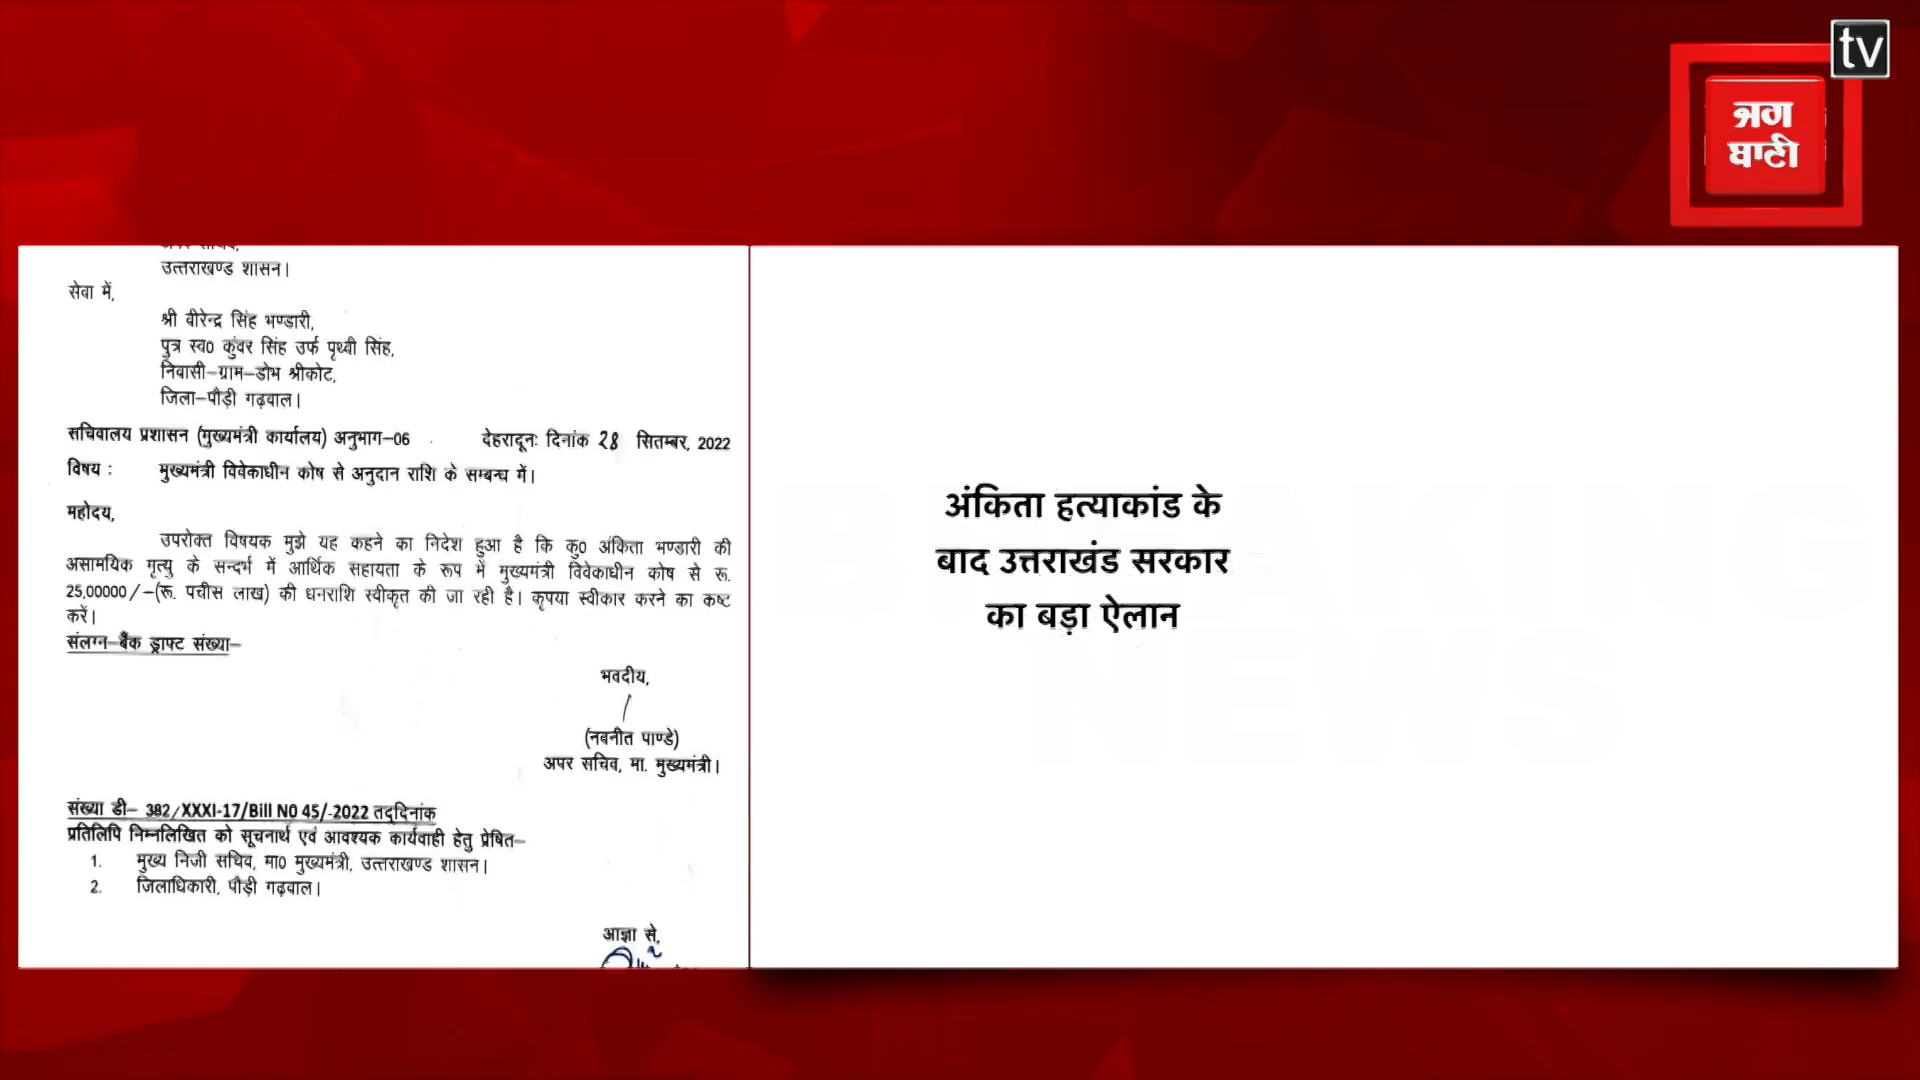 tv
ਜਗ
ਬਾਣੀ
उत्तराखण्ड शासन।
सेवा में,
श्री वीरेन्द्र सिंह भण्डारी,
पुत्र स्व0 कुंवर सिंह उर्फ पृथ्वी सिंह,
निवासी–ग्राम–डोभ श्रीकोट,
जिला–पौड़ी गढ़वाल।
सचिवालय प्रशासन (मुख्यमंत्री कार्यालय) अनुभाग–06 देहरादूनः दिनांक 28 सितम्बर, 2022
विषय : मुख्यमंत्री विवेकाधीन कोष से अनुदान राशि के सम्बन्ध में।
महोदय,
उपरोक्त विषयक मुझे यह कहने का निदेश हुआ है कि कु0 अंकिता भण्डारी की
असामयिक मृत्यु के सन्दर्भ में आर्थिक सहायता के रूप में मुख्यमंत्री विवेकाधीन कोष से रू.
25,00000/–(रू. पचीस लाख) की धनराशि स्वीकृत की जा रही है। कृपया स्वीकार करने का कष्ट
करें।
संलग्न–बैंक ड्राफ्ट संख्या–
भवदीय,
(नवनीत पाण्डे)
अपर सचिव, मा. मुख्यमंत्री।
संख्या डी– 382/XXXI-17/Bill N0 45/-2022 तद्दिनांक
प्रतिलिपि निम्नलिखित को सूचनार्थ एवं आवश्यक कार्यवाही हेतु प्रेषित–
1. मुख्य निजी सचिव, मा0 मुख्यमंत्री, उत्तराखण्ड शासन।
2. जिलाधिकारी, पौड़ी गढ़वाल।
आज्ञा से,
अंकिता हत्याकांड के
बाद उत्तराखंड सरकार
का बड़ा ऐलान
BREAKING
NEWS